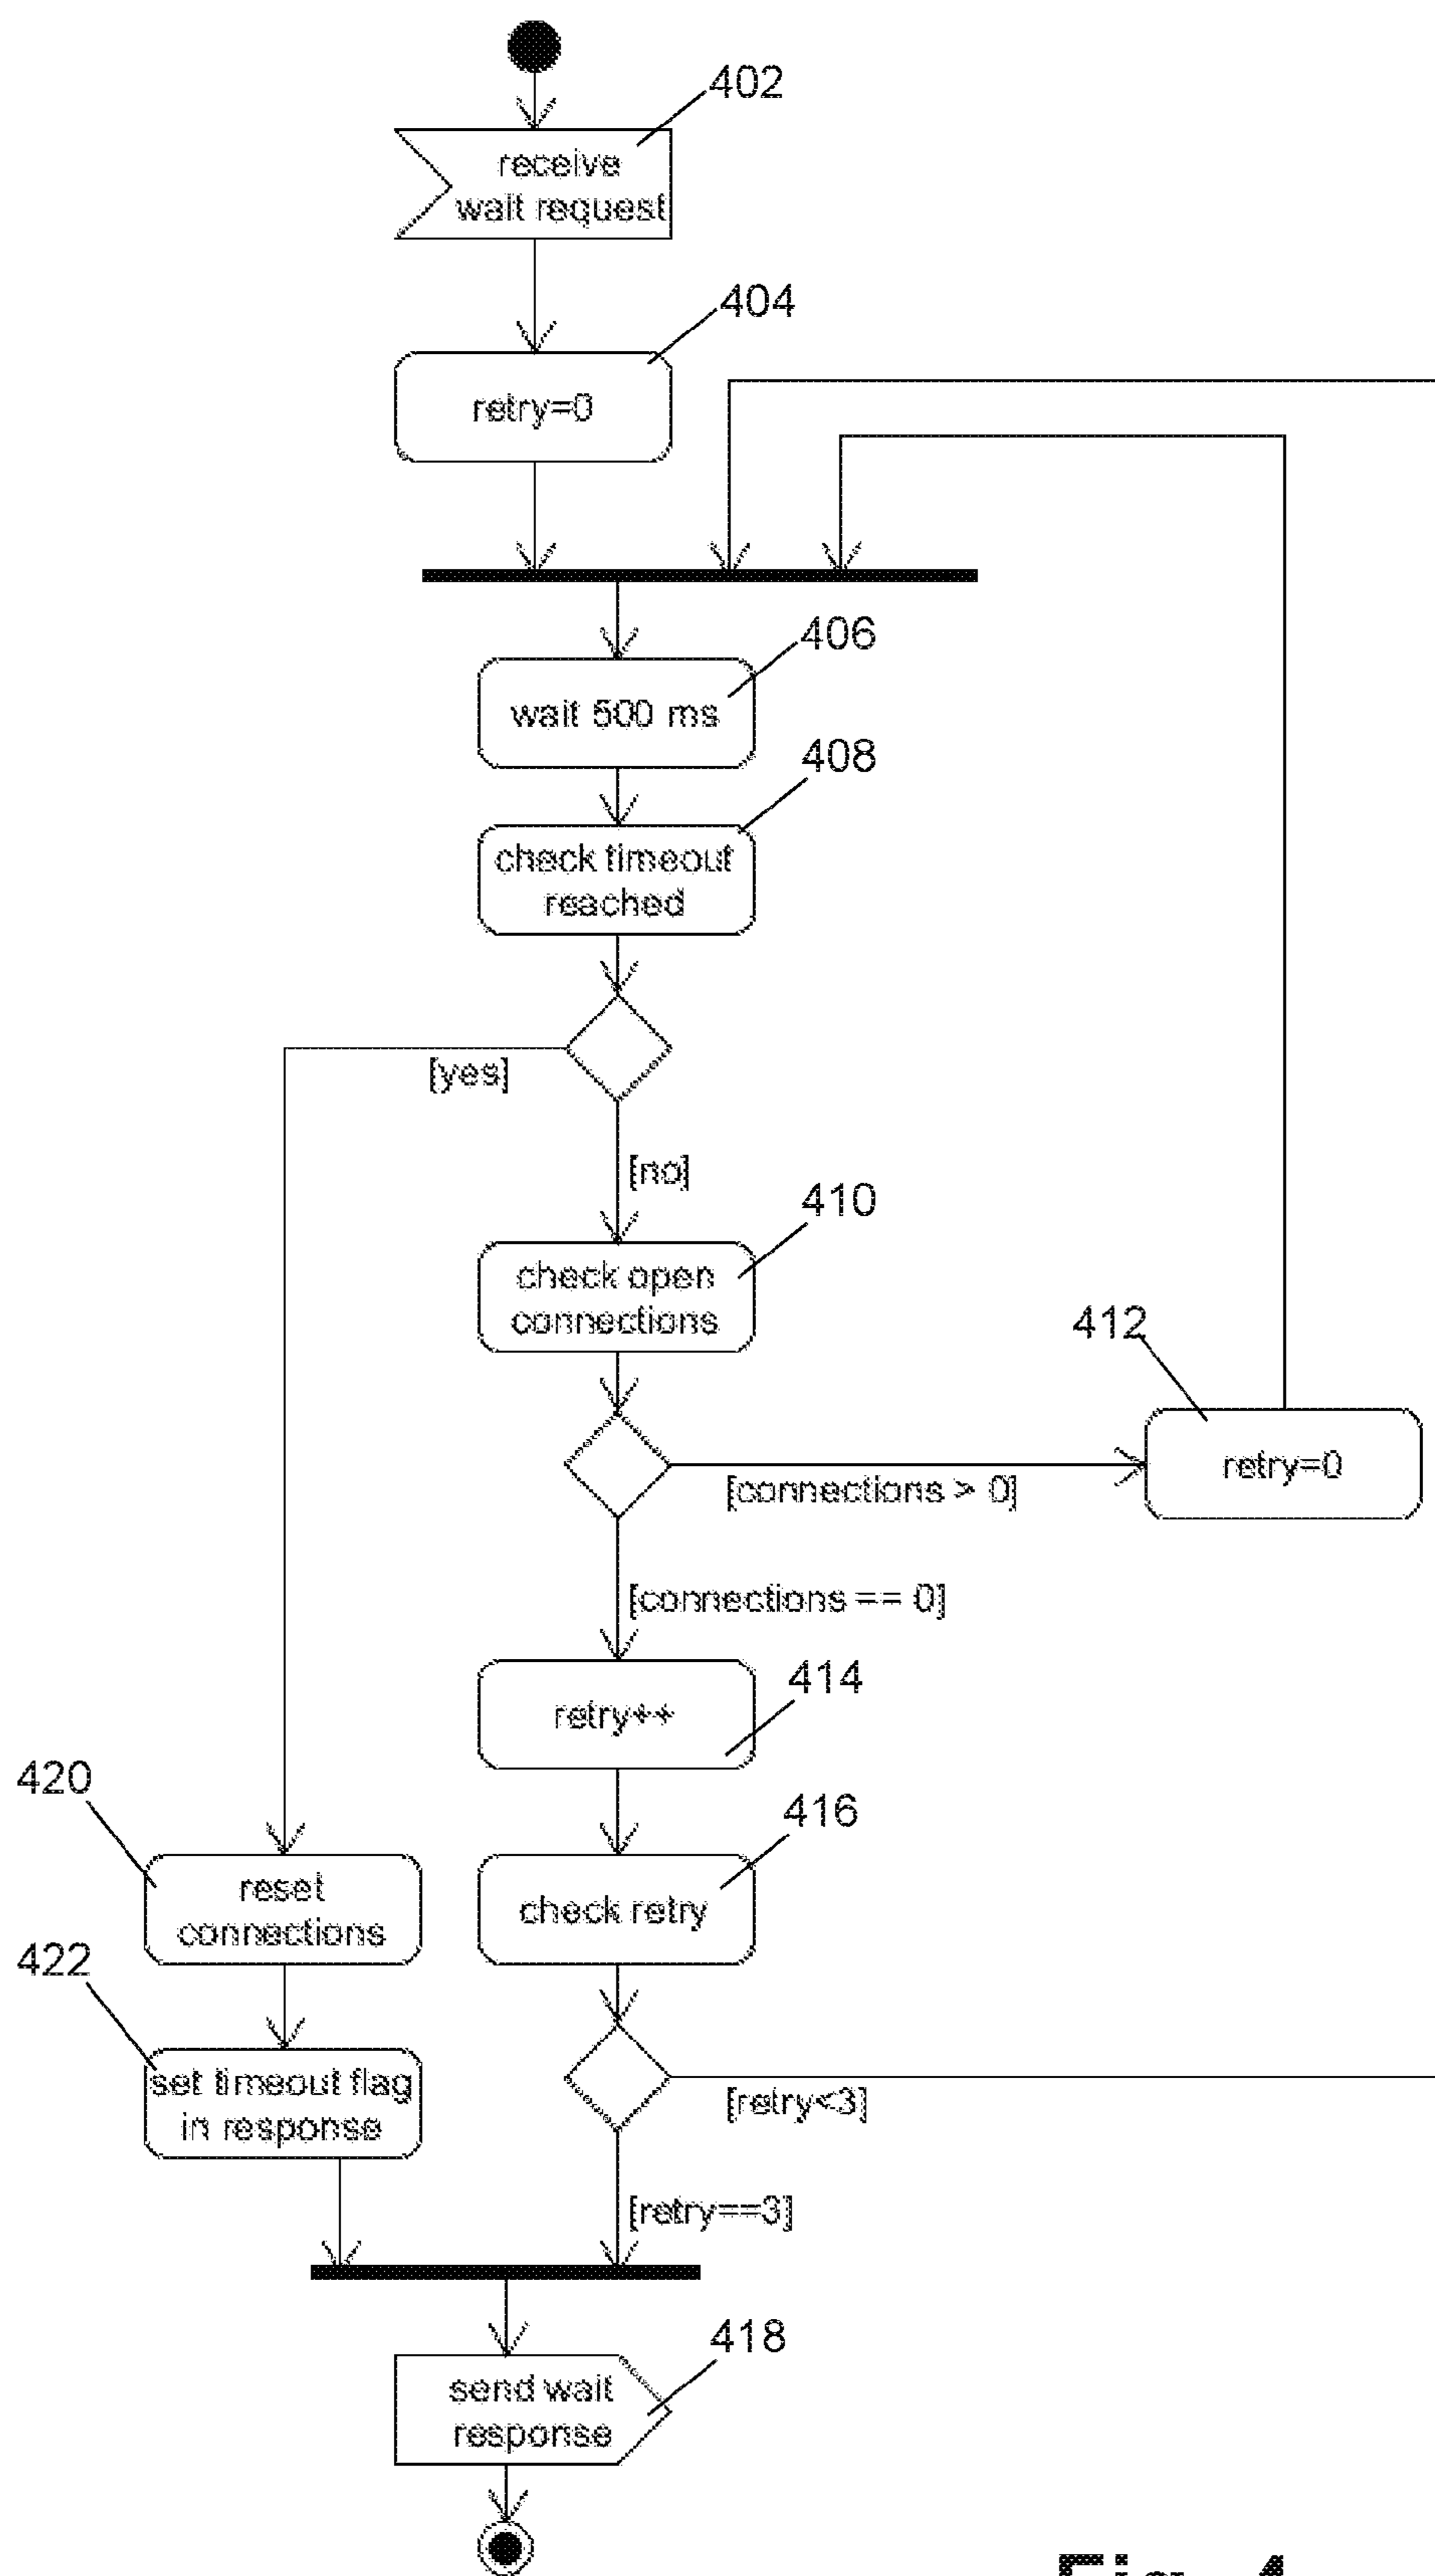 402
receive
wait request
404
retry=0
406
wait 500 ms
408
check timeout
reached
[yes]
[no]
410
check open
connections
412
retry=0
[connections > 0]
[connections == 0]
414
retry++
420
416
reset
connections
check retry
422
set timeout flag
in response
[retry<3]
[retry==3]
418
send wait
response
Fig. 4